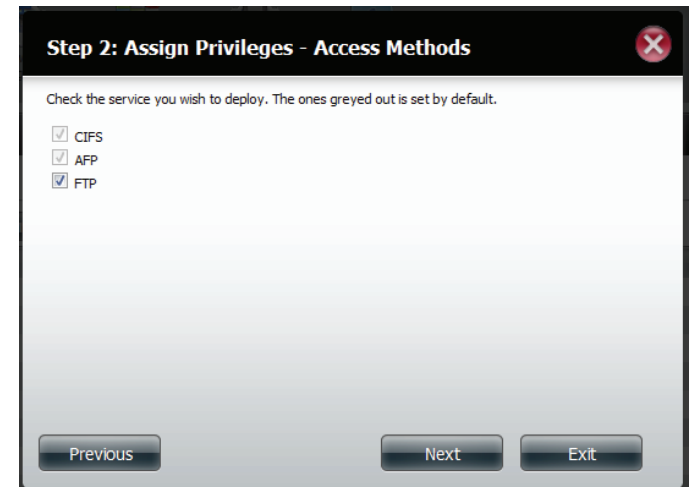 Step 2: Assign Privileges - Access Methods
Check the service you wish to deploy. The ones greyed out is set by default.
CIFS
AFP
FTP
Previous
Next
Exit